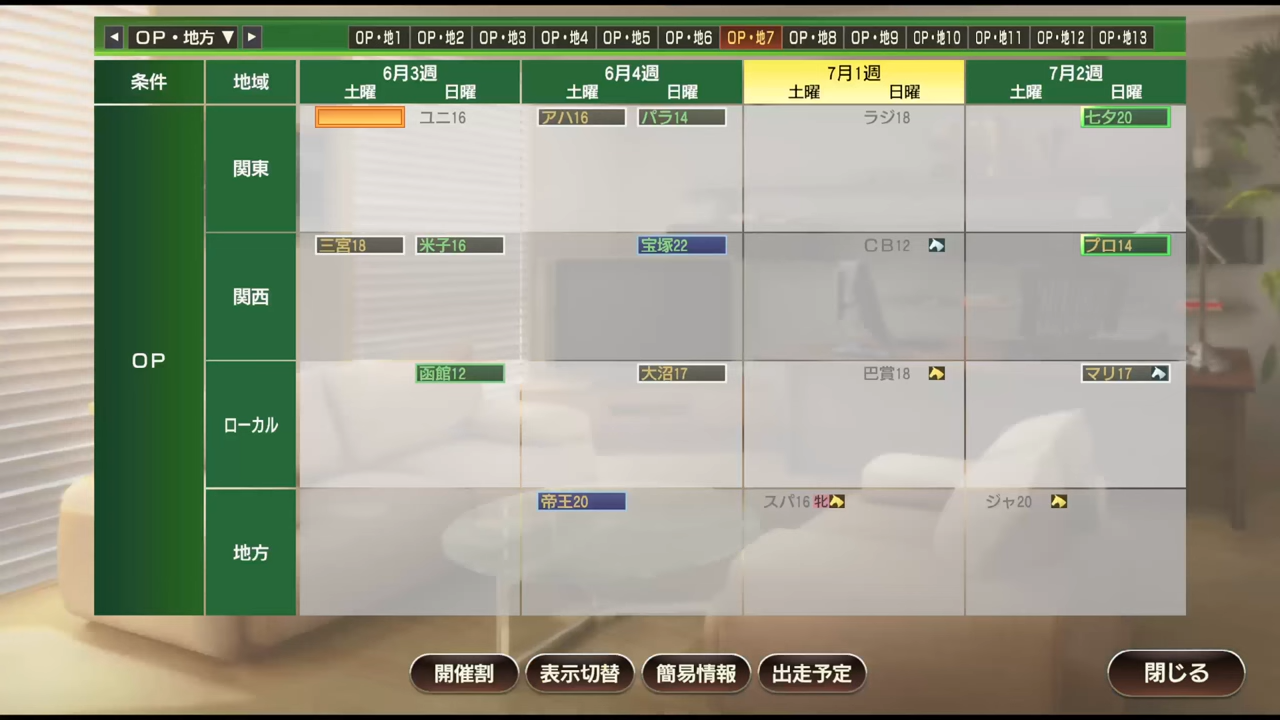 ◀ OP・地方 ▼ ▶ OP・地1 OP・地2 OP・地3 OP・地4 OP・地5 OP・地6 OP・地7 OP・地8 OP・地9 OP・地10 OP・地11 OP・地12 OP・地13
条件 地域 6月3週 6月4週 7月1週 7月2週
土曜 日曜 土曜 日曜 土曜 日曜 土曜 日曜
OP
関東 ユニ16 アハ16 パラ14 ラジ18 七夕20
関西 三宮18 米子16 宝塚22 CB12 プロ14
ローカル 函館12 大沼17 巴賞18 マリ17
地方 帝王20 スパ16 牝 ジャ20
開催割 表示切替 簡易情報 出走予定 閉じる